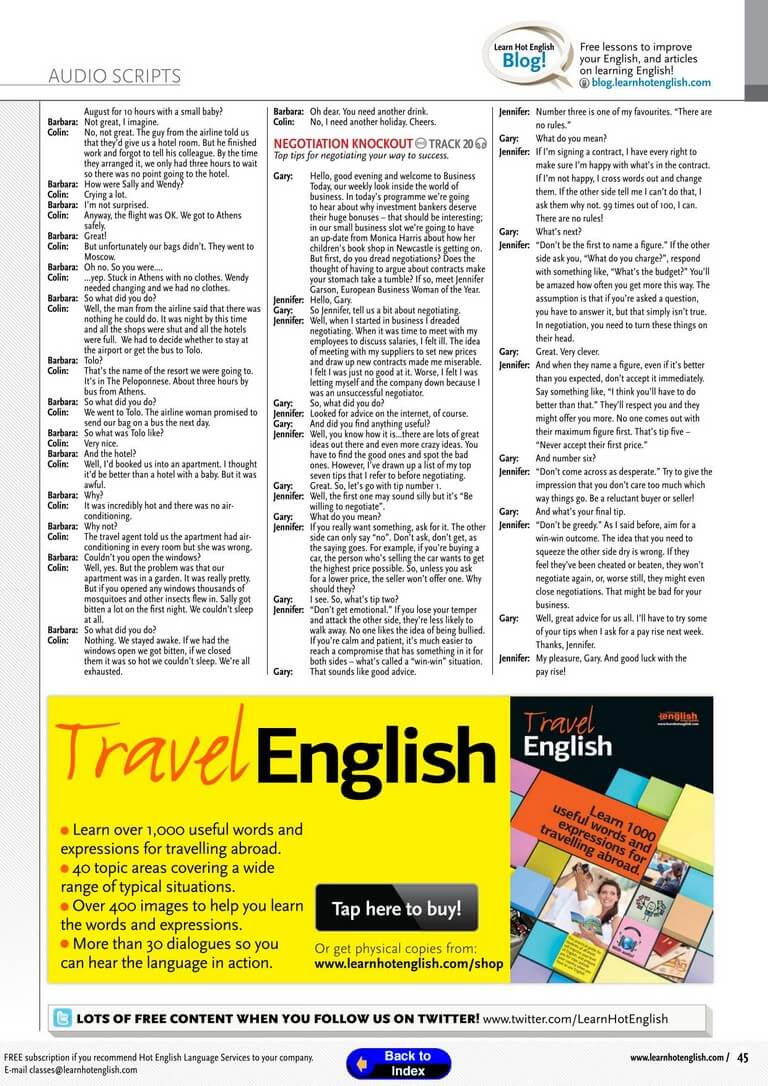 Learn Hot English
Blog!
Free lessons to improve
your English, and articles
on learning English!
blog.learnhotenglish.com
AUDIO SCRIPTS
August for 10 hours with a small baby?
Barbara: Not great, I imagine.
Colin: No, not great. The guy from the airline told us
that they'd give us a hotel room. But he finished
work and forgot to tell his colleague. By the time
they arranged it, we only had three hours to wait
so there was no point going to the hotel.
Barbara: How were Sally and Wendy?
Colin: Crying a lot.
Barbara: I'm not surprised.
Colin: Anyway, the flight was OK. We got to Athens
safely.
Barbara: Great!
Colin: But unfortunately our bags didn't. They went to
Moscow.
Barbara: Oh no. So you were....
Colin: ...yep. Stuck in Athens with no clothes. Wendy
needed changing and we had no clothes.
Barbara: So what did you do?
Colin: Well, the man from the airline said that there was
nothing he could do. It was night by this time
and all the shops were shut and all the hotels
were full. We had to decide whether to stay at
the airport or get the bus to Tolo.
Barbara: Tolo?
Colin: That's the name of the resort we were going to.
It's in The Peloponnese. About three hours by
bus from Athens.
Barbara: So what did you do?
Colin: We went to Tolo. The airline woman promised to
send our bag on a bus the next day.
Barbara: So what was Tolo like?
Colin: Very nice.
Barbara: And the hotel?
Colin: Well, I'd booked us into an apartment. I thought
it'd be better than a hotel with a baby. But it was
awful.
Barbara: Why?
Colin: It was incredibly hot and there was no air-
conditioning.
Barbara: Why not?
Colin: The travel agent told us the apartment had air-
conditioning in every room but she was wrong.
Barbara: Couldn't you open the windows?
Colin: Well, yes. But the problem was that our
apartment was in a garden. It was really pretty.
But if you opened any windows thousands of
mosquitoes and other insects flew in. Sally got
bitten a lot on the first night. We couldn't sleep
at all.
Barbara: So what did you do?
Colin: Nothing. We stayed awake. If we had the
windows open we got bitten, if we closed
them it was so hot we couldn't sleep. We're all
exhausted.
Barbara: Oh dear. You need another drink.
Colin: No, I need another holiday. Cheers.
NEGOTIATION KNOCKOUT TRACK 20
Top tips for negotiating your way to success.
Gary: Hello, good evening and welcome to Business
Today, our weekly look inside the world of
business. In today's programme we're going
to hear about why investment bankers deserve
their huge bonuses – that should be interesting;
in our small business slot we're going to have
an up-date from Monica Harris about how her
children's book shop in Newcastle is getting on.
But first, do you dread negotiations? Does the
thought of having to argue about contracts make
your stomach take a tumble? If so, meet Jennifer
Garson, European Business Woman of the Year.
Jennifer: Hello, Gary.
Gary: So Jennifer, tell us a bit about negotiating.
Jennifer: Well, when I started in business I dreaded
negotiating. When it was time to meet with my
employees to discuss salaries, I felt ill. The idea
of meeting with my suppliers to set new prices
and draw up new contracts made me miserable.
I felt I was just no good at it. Worse, I felt I was
letting myself and the company down because I
was an unsuccessful negotiator.
Gary: So, what did you do?
Jennifer: Looked for advice on the internet, of course.
Gary: And did you find anything useful?
Jennifer: Well, you know how it is...there are lots of great
ideas out there and even more crazy ideas. You
have to find the good ones and spot the bad
ones. However, I've drawn up a list of my top
seven tips that I refer to before negotiating.
Gary: Great. So, let's go with tip number 1.
Jennifer: Well, the first one may sound silly but it's "Be
willing to negotiate".
Gary: What do you mean?
Jennifer: If you really want something, ask for it. The other
side can only say "no". Don't ask, don't get, as
the saying goes. For example, if you're buying a
car, the person who's selling the car wants to get
the highest price possible. So, unless you ask
for a lower price, the seller won't offer one. Why
should they?
Gary: I see. So, what's tip two?
Jennifer: "Don't get emotional." If you lose your temper
and attack the other side, they're less likely to
walk away. No one likes the idea of being bullied.
If you're calm and patient, it's much easier to
reach a compromise that has something in it for
both sides – what's called a "win-win" situation.
Gary: That sounds like good advice.
Jennifer: Number three is one of my favourites. "There are
no rules."
Gary: What do you mean?
Jennifer: If I'm signing a contract, I have every right to
make sure I'm happy with what's in the contract.
If I'm not happy, I cross words out and change
them. If the other side tell me I can't do that, I
ask them why not. 99 times out of 100, I can.
There are no rules!
Gary: What's next?
Jennifer: "Don't be the first to name a figure." If the other
side ask you, "What do you charge?", respond
with something like, "What's the budget?" You'll
be amazed how often you get more this way. The
assumption is that if you're asked a question,
you have to answer it, but that simply isn't true.
In negotiation, you need to turn these things on
their head.
Gary: Great. Very clever.
Jennifer: And when they name a figure, even if it's better
than you expected, don't accept it immediately.
Say something like, "I think you'll have to do
better than that." They'll respect you and they
might offer you more. No one comes out with
their maximum figure first. That's tip five –
"Never accept their first price."
Gary: And number six?
Jennifer: "Don't come across as desperate." Try to give the
impression that you don't care too much which
way things go. Be a reluctant buyer or seller!
Gary: And what's your final tip.
Jennifer: "Don't be greedy." As I said before, aim for a
win-win outcome. The idea that you need to
squeeze the other side dry is wrong. If they
feel they've been cheated or beaten, they won't
negotiate again, or, worse still, they might even
close negotiations. That might be bad for your
business.
Gary: Well, great advice for us all. I'll have to try some
of your tips when I ask for a pay rise next week.
Thanks, Jennifer.
Jennifer: My pleasure, Gary. And good luck with the
pay rise!
Travel English
• Learn over 1,000 useful words and
expressions for travelling abroad.
• 40 topic areas covering a wide
range of typical situations.
• Over 400 images to help you learn
the words and expressions.
• More than 30 dialogues so you
can hear the language in action.
Tap here to buy!
Or get physical copies from:
www.learnhotenglish.com/shop
Travel
English
english
Learn 1000
useful words and
expressions for
travelling abroad.
LOTS OF FREE CONTENT WHEN YOU FOLLOW US ON TWITTER! www.twitter.com/LearnHotEnglish
FREE subscription if you recommend Hot English Language Services to your company.
E-mail classes@learnhotenglish.com
Back to
Index
www.learnhotenglish.com / 45